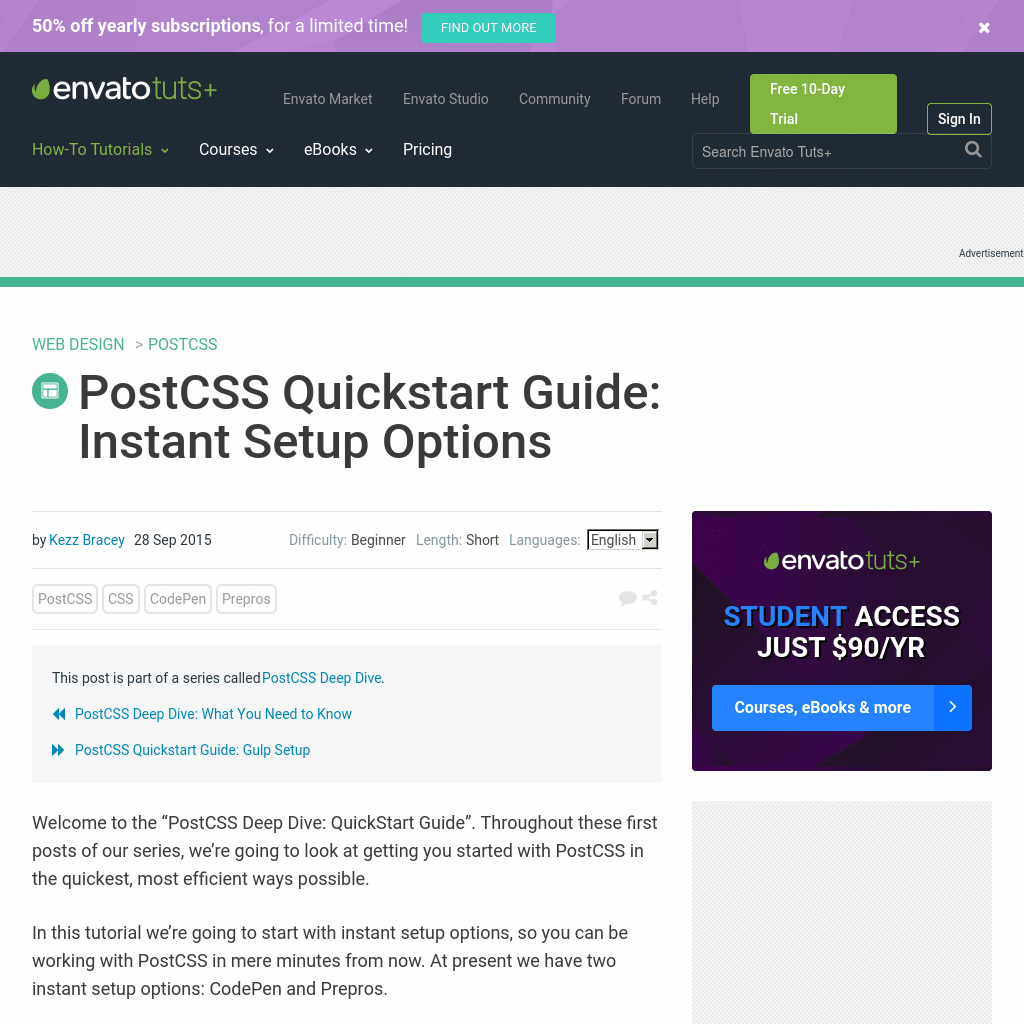 50% off yearly subscriptions, for a limited time! FIND OUT MORE ×
envatotuts+
Envato Market Envato Studio Community Forum Help Free 10-Day Trial Sign In
How-To Tutorials Courses eBooks Pricing Search Envato Tuts+
Advertisement
WEB DESIGN > POSTCSS
PostCSS Quickstart Guide:
Instant Setup Options
by Kezz Bracey 28 Sep 2015 Difficulty: Beginner Length: Short Languages: English
PostCSS CSS CodePen Prepros
This post is part of a series called PostCSS Deep Dive.
PostCSS Deep Dive: What You Need to Know
PostCSS Quickstart Guide: Gulp Setup
envatotuts+
STUDENT ACCESS
JUST $90/YR
Courses, eBooks & more
Welcome to the “PostCSS Deep Dive: QuickStart Guide”. Throughout these first
posts of our series, we’re going to look at getting you started with PostCSS in
the quickest, most efficient ways possible.
In this tutorial we’re going to start with instant setup options, so you can be
working with PostCSS in mere minutes from now. At present we have two
instant setup options: CodePen and Prepros.